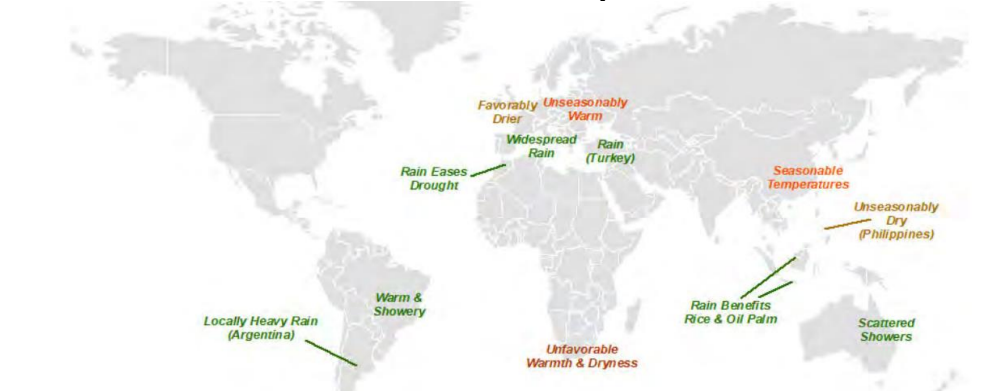 Favorably
Drier
Unseasonably
Warm
Widespread
Rain
Rain
(Turkey)
Rain Eases
Drought
Seasonable
Temperatures
Unseasonably
Dry
(Philippines)
Warm &
Showery
Locally Heavy Rain
(Argentina)
Rain Benefits
Rice & Oil Palm
Scattered
Showers
Unfavorable
Warmth & Dryness